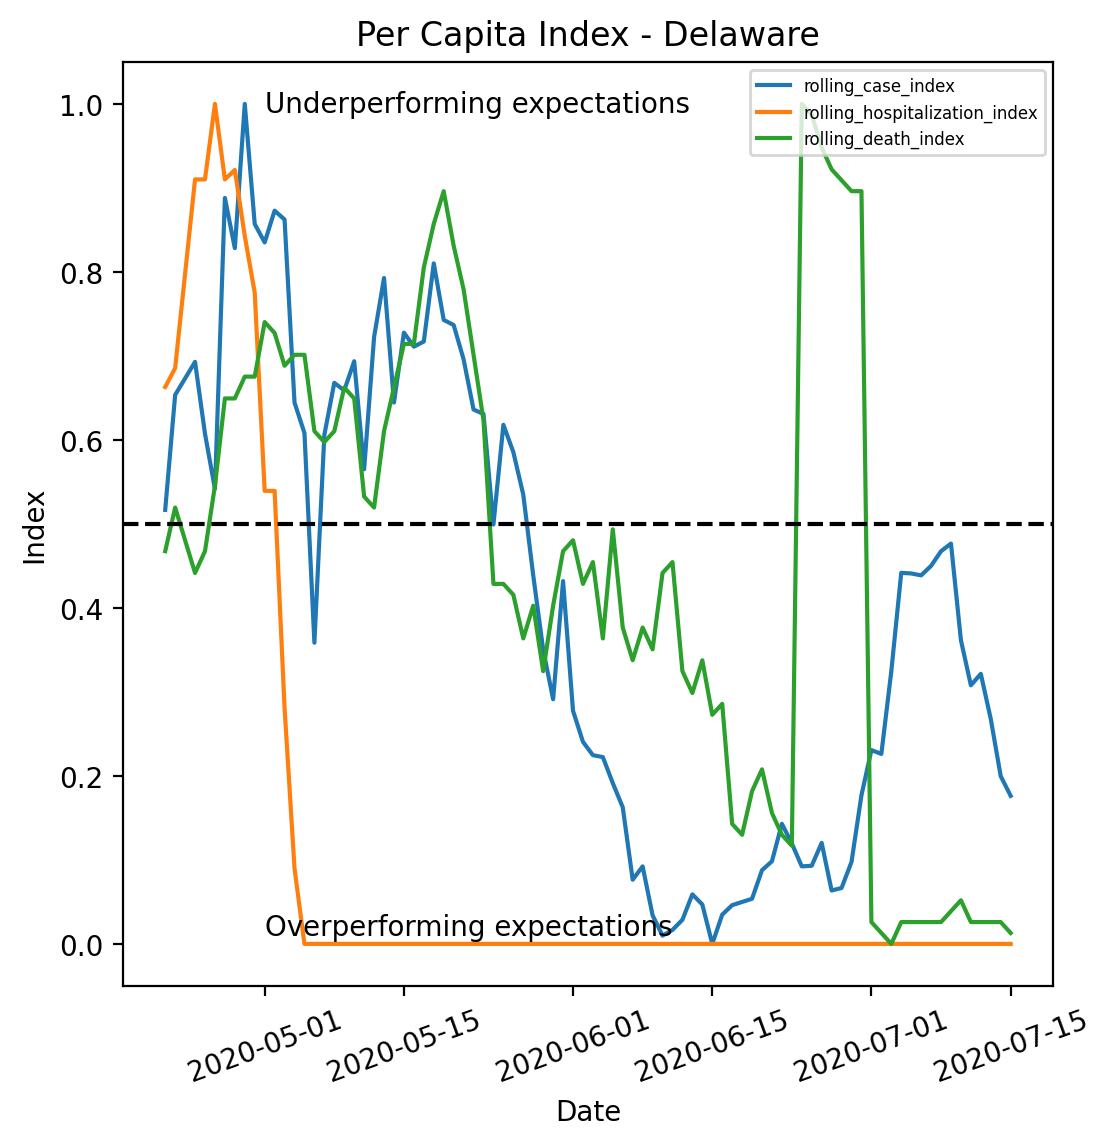 Per Capita Index - Delaware
Underperforming expectations
rolling_case_index
rolling_hospitalization_index
rolling_death_index
1.0
0.8
0.6
0.4
0.2
0.0
Index
Overperforming expectations
2020-05-01
2020-05-15
2020-06-01
2020-06-15
2020-07-01
2020-07-15
Date